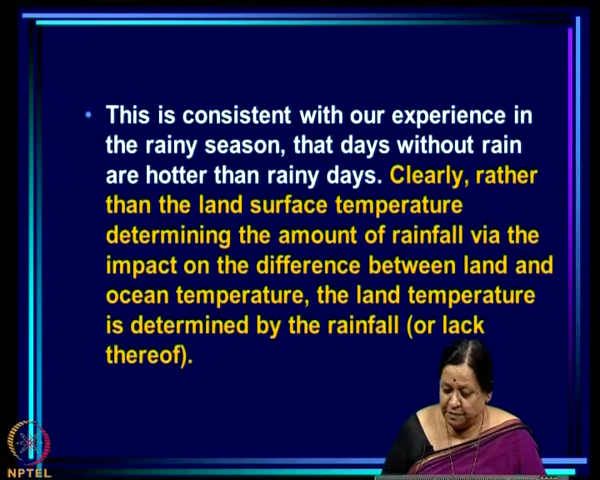 • This is consistent with our experience in
the rainy season, that days without rain
are hotter than rainy days. Clearly, rather
than the land surface temperature
determining the amount of rainfall via the
impact on the difference between land and
ocean temperature, the land temperature
is determined by the rainfall (or lack
thereof).
NPTEL